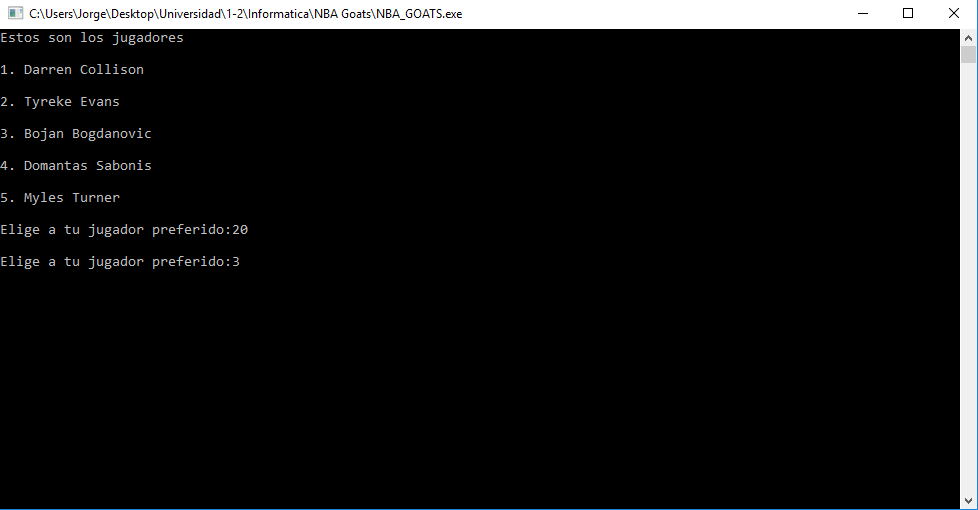 C:\Users\Jorge\Desktop\Universidad\1-2\Informatica\NBA Goats\NBA_GOATS.exe
Estos son los jugadores
1. Darren Collison
2. Tyreke Evans
3. Bojan Bogdanovic
4. Domantas Sabonis
5. Myles Turner
Elige a tu jugador preferido:20
Elige a tu jugador preferido:3